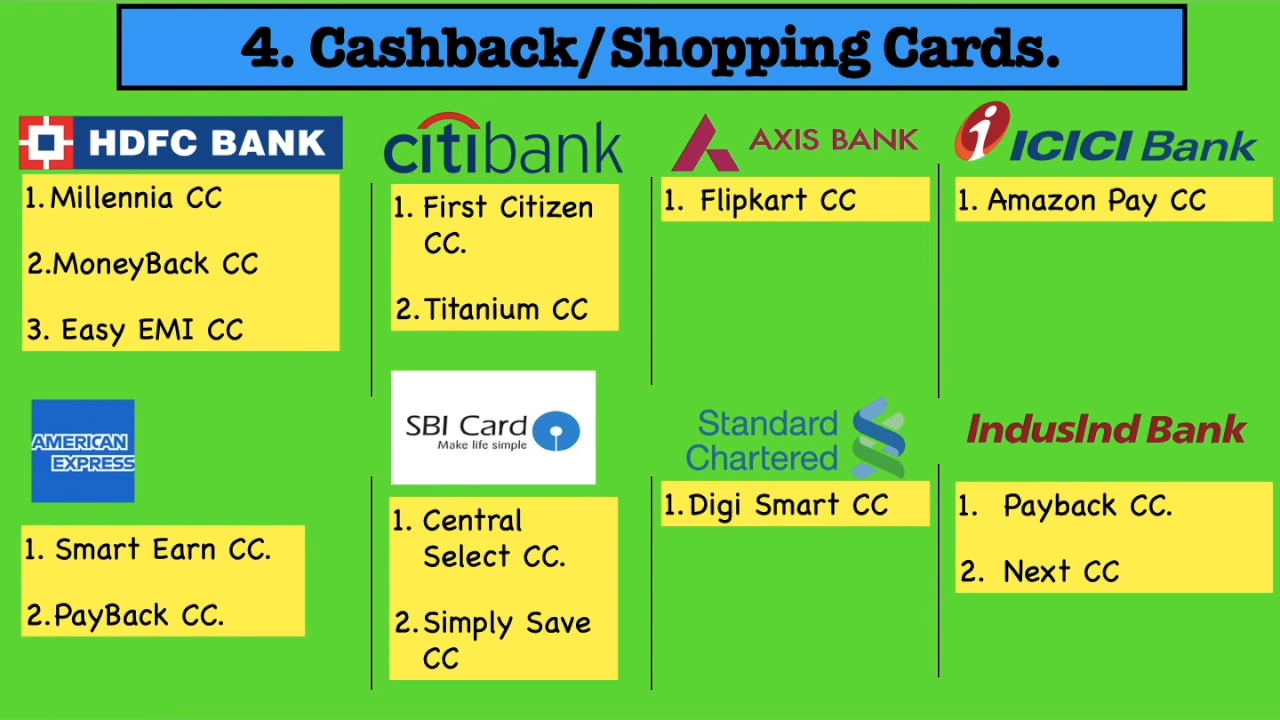 4. Cashback/Shopping Cards.
HDFC BANK
1. Millennia CC
2. MoneyBack CC
3. Easy EMI CC
citibank
1. First Citizen
CC.
2. Titanium CC
AXIS BANK
1. Flipkart CC
ICICI Bank
1. Amazon Pay CC
AMERICAN
EXPRESS
1. Smart Earn CC.
2. PayBack CC.
SBI Card
Make life simple
1. Central
Select CC.
2. Simply Save
CC
Standard
Chartered
1. Digi Smart CC
IndusInd Bank
1. Payback CC.
2. Next CC